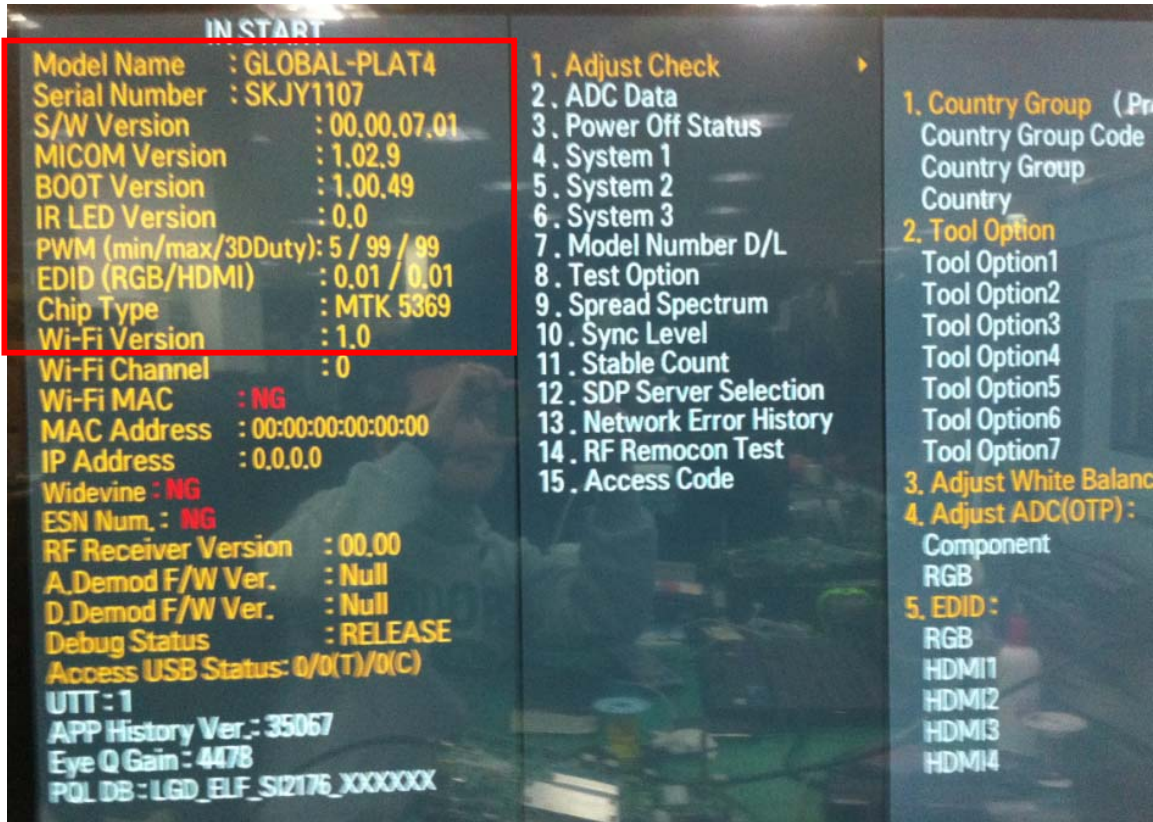 IN START
Model Name : GLOBAL-PLAT4
Serial Number : SKJY1107
S/W Version : 00.00.07.01
MICOM Version : 1.02.9
BOOT Version : 1.00.49
IR LED Version : 0.0
PWM (min/max/3DDuty): 5 / 99 / 99
EDID (RGB/HDMI) : 0.01 / 0.01
Chip Type : MTK 5369
Wi-Fi Version : 1.0
Wi-Fi Channel : 0
Wi-Fi MAC : NG
MAC Address : 00:00:00:00:00:00
IP Address : 0.0.0.0
Widevine : NG
ESN Num. : NG
RF Receiver Version : 00.00
A.Demod F/W Ver. : Null
D.Demod F/W Ver. : Null
Debug Status : RELEASE
Access USB Status: 0/0(T)/0(C)
UTT : 1
APP History Ver.: 35067
Eye Q Gain : 4478
PQL DB : LGD_ELF_SI2176_XXXXXX
1. Adjust Check
2. ADC Data
3. Power Off Status
4. System 1
5. System 2
6. System 3
7. Model Number D/L
8. Test Option
9. Spread Spectrum
10. Sync Level
11. Stable Count
12. SDP Server Selection
13. Network Error History
14. RF Remocon Test
15. Access Code
1. Country Group (.Pr
Country Group Code
Country Group
Country
2. Tool Option
Tool Option1
Tool Option2
Tool Option3
Tool Option4
Tool Option5
Tool Option6
Tool Option7
3. Adjust White Balanc
4. Adjust ADC(OTP) :
Component
RGB
5. EDID :
RGB
HDMI1
HDMI2
HDMI3
HDMI4